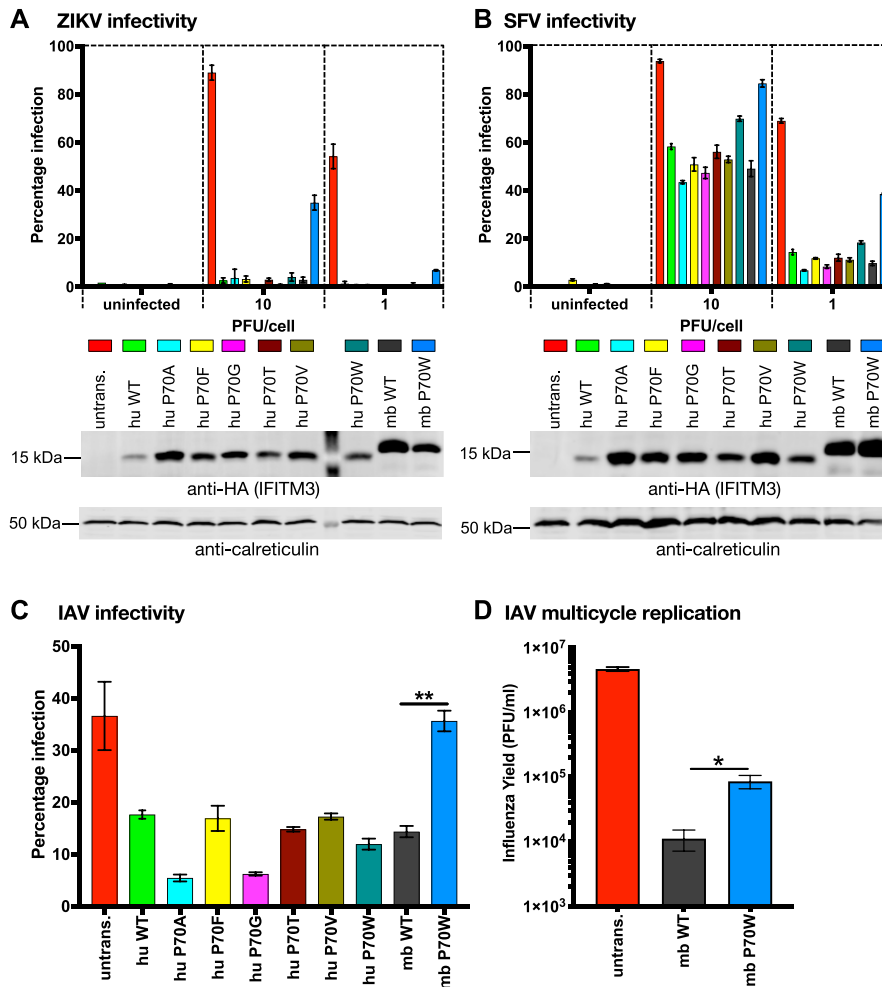 A ZIKV infectivity
Percentage infection
100
80
60
40
20
0
uninfected 10 1
PFU/cell
untrans. hu WT hu P70A hu P70F hu P70G hu P70T hu P70V hu P70W mb WT mb P70W
15 kDa
anti-HA (IFITM3)
50 kDa
anti-calreticulin
B SFV infectivity
Percentage infection
100
80
60
40
20
0
uninfected 10 1
PFU/cell
untrans. hu WT hu P70A hu P70F hu P70G hu P70T hu P70V hu P70W mb WT mb P70W
15 kDa
anti-HA (IFITM3)
50 kDa
anti-calreticulin
C IAV infectivity
Percentage infection
50
40
30
20
10
0
**
untrans. hu WT hu P70A hu P70F hu P70G hu P70T hu P70V hu P70W mb WT mb P70W
D IAV multicycle replication
Influenza Yield (PFU/ml)
1×10⁷
1×10⁶
1×10⁵
1×10⁴
1×10³
*
untrans. mb WT mb P70W